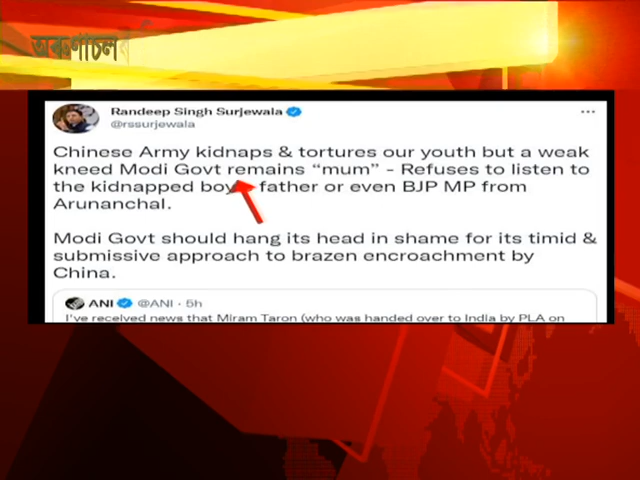 অৰুণাচল
Randeep Singh Surjewala
@rssurjewala
Chinese Army kidnaps & tortures our youth but a weak
kneed Modi Govt remains “mum” - Refuses to listen to
the kidnapped father or even BJP MP from
Arunanchal.
Modi Govt should hang its head in shame for its timid &
submissive approach to brazen encroachment by
China.
ANI @ANI · 5h
I've received news that Miram Taron (who was handed over to India by PLA on